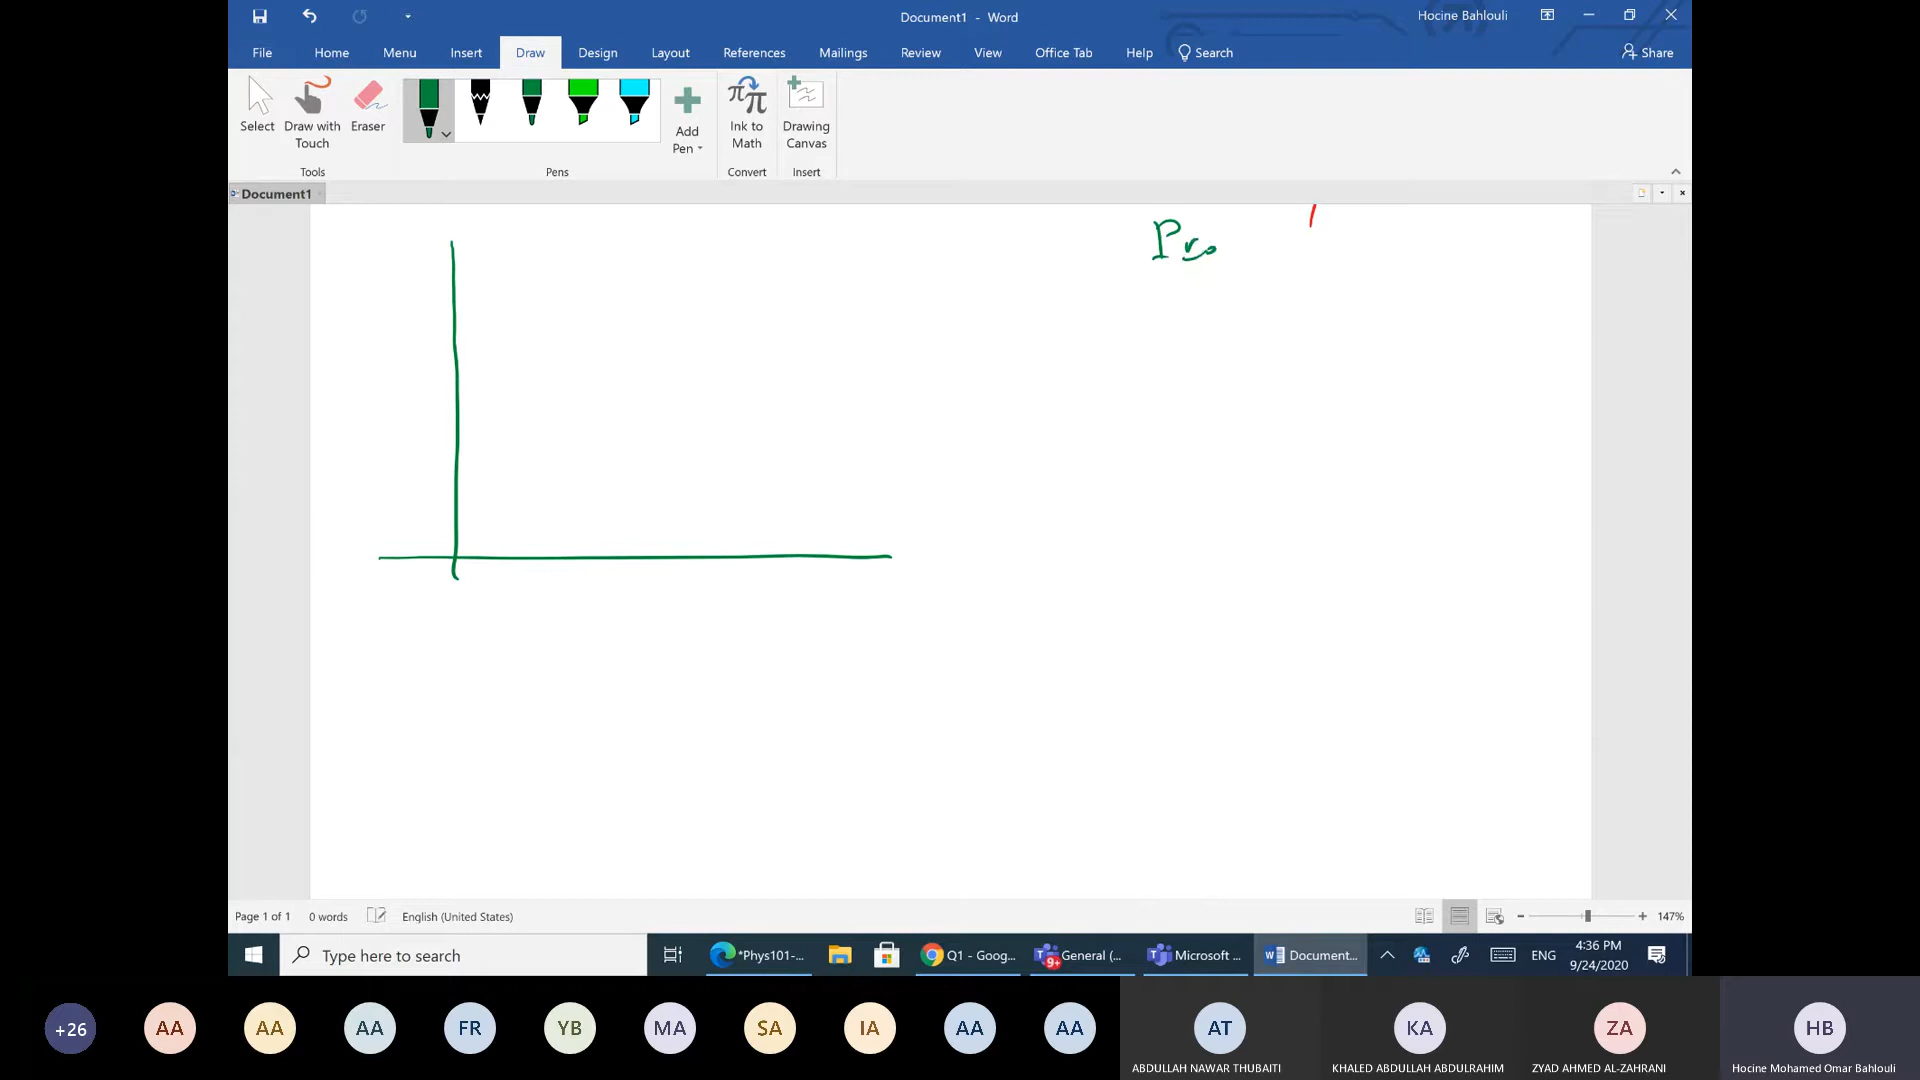 Document1 - Word
Hocine Bahlouli
File Home Menu Insert Draw Design Layout References Mailings Review View Office Tab Help Search Share
Select
Draw with Touch
Eraser
Add Pen
Ink to Math
Drawing Canvas
Tools Pens Convert Insert
Document1
Pro
Page 1 of 1 0 words English (United States) 147%
Type here to search
*Phys101-...
Q1 - Goog...
General (...
9+
Microsoft ...
Document...
ENG
4:36 PM
9/24/2020
+26 AA AA AA FR YB MA SA IA AA AA AT KA ZA HB
ABDULLAH NAWAR THUBAITI KHALED ABDULLAH ABDULRAHIM ZYAD AHMED AL-ZAHRANI Hocine Mohamed Omar Bahlouli